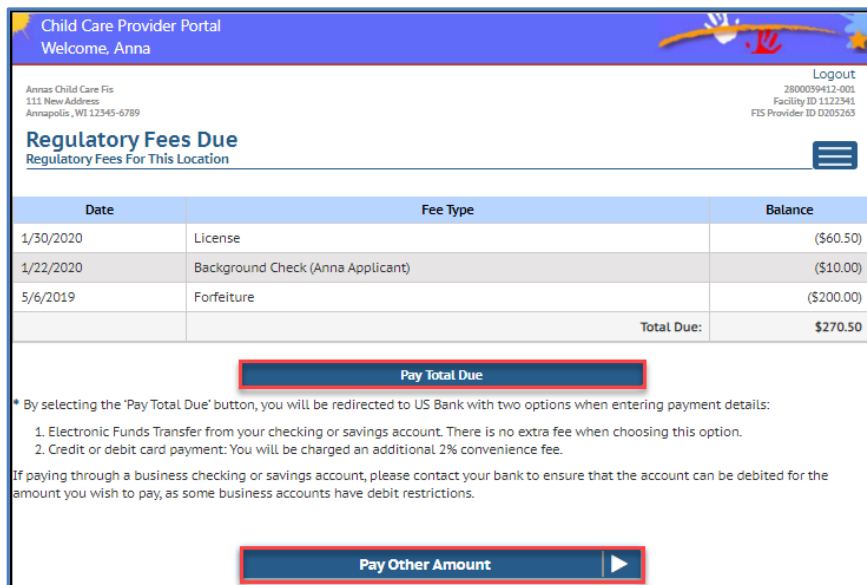 Child Care Provider Portal
Welcome, Anna
Logout
Annas Child Care Fis
111 New Address
Annapolis , WI 12345-6789
2800039412-001
Facility ID 1122341
FIS Provider ID D205263
Regulatory Fees Due
Regulatory Fees For This Location
Date Fee Type Balance
1/30/2020 License ($60.50)
1/22/2020 Background Check (Anna Applicant) ($10.00)
5/6/2019 Forfeiture ($200.00)
Total Due: $270.50
Pay Total Due
* By selecting the 'Pay Total Due' button, you will be redirected to US Bank with two options when entering payment details:
1. Electronic Funds Transfer from your checking or savings account. There is no extra fee when choosing this option.
2. Credit or debit card payment: You will be charged an additional 2% convenience fee.
If paying through a business checking or savings account, please contact your bank to ensure that the account can be debited for the
amount you wish to pay, as some business accounts have debit restrictions.
Pay Other Amount